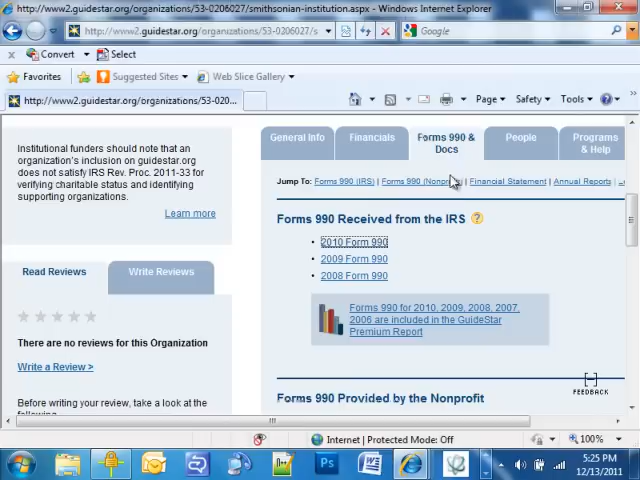 http://www2.guidestar.org/organizations/53-0206027/smithsonian-institution.aspx - Windows Internet Explorer
http://www2.guidestar.org/organizations/53-0206027/s
Google
x Convert Select
Favorites Suggested Sites Web Slice Gallery
http://www2.guidestar.org/organizations/53-020...
Page Safety Tools
Institutional funders should note that an
organization's inclusion on guidestar.org
does not satisfy IRS Rev. Proc. 2011-33 for
verifying charitable status and identifying
supporting organizations.
Learn more
Read Reviews
Write Reviews
There are no reviews for this Organization
Write a Review >
Before writing your review, take a look at the
following
General Info
Financials
Forms 990 &
Docs
People
Programs
& Help
Jump To: Forms 990 (IRS) | Forms 990 (Nonp | Financial Statement | Annual Reports |
Forms 990 Received from the IRS ?
• 2010 Form 990
• 2009 Form 990
• 2008 Form 990
Forms 990 for 2010, 2009, 2008, 2007,
2006 are included in the GuideStar
Premium Report
[-]
FEEDBACK
Forms 990 Provided by the Nonprofit
Internet | Protected Mode: Off
100%
Ps
W
5:25 PM
12/13/2011